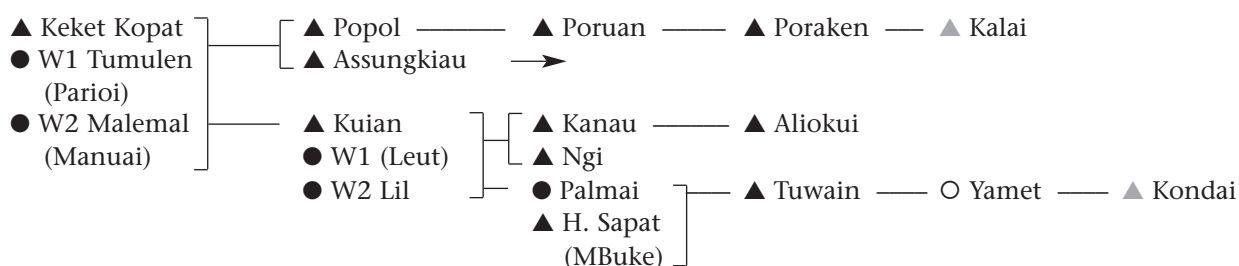 ▲ Keket Kopat ▲ Popol ▲ Poruan ▲ Poraken ▲ Kalai
● W1 Tumulen ▲ Assungkiau
(Parioi)
● W2 Malemal ▲ Kuian ▲ Kanau ▲ Aliokui
(Manuai) ● W1 (Leut) ▲ Ngi
● W2 Lil ● Palmai ▲ Tuwain ○ Yamet ▲ Kondai
▲ H. Sapat
(MBuke)